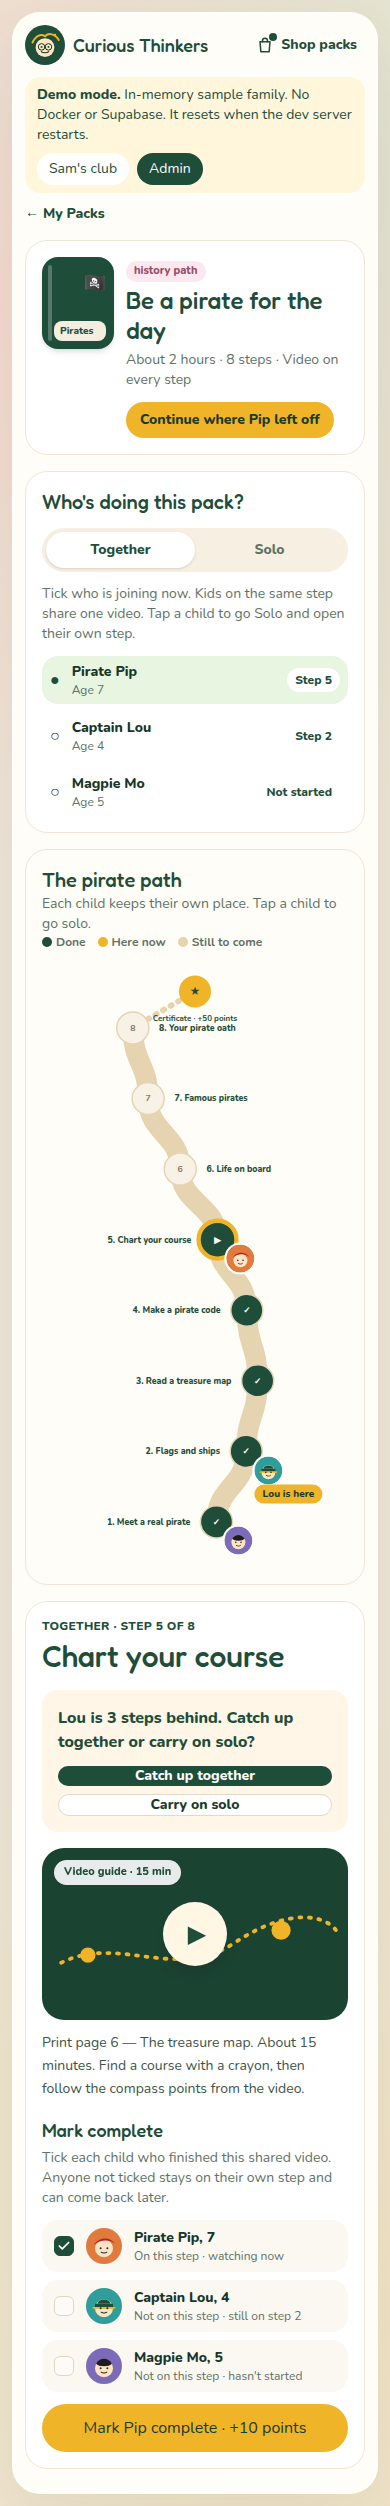 Curious Thinkers
Shop packs
Demo mode. In-memory sample family. No
Docker or Supabase. It resets when the dev server
restarts.
Sam's club
Admin
← My Packs
Pirates
history path
Be a pirate for the
day
About 2 hours · 8 steps · Video on
every step
Continue where Pip left off
Who's doing this pack?
Together
Solo
Tick who is joining now. Kids on the same step
share one video. Tap a child to go Solo and open
their own step.
Pirate Pip
Age 7
Step 5
Captain Lou
Age 4
Step 2
Magpie Mo
Age 5
Not started
The pirate path
Each child keeps their own place. Tap a child to
go solo.
Done
Here now
Still to come
★
Certificate · +50 points
8
8. Your pirate oath
7
7. Famous pirates
6
6. Life on board
5. Chart your course
4. Make a pirate code
3. Read a treasure map
2. Flags and ships
Lou is here
1. Meet a real pirate
TOGETHER · STEP 5 OF 8
Chart your course
Lou is 3 steps behind. Catch up
together or carry on solo?
Catch up together
Carry on solo
Video guide · 15 min
Print page 6 — The treasure map. About 15
minutes. Find a course with a crayon, then
follow the compass points from the video.
Mark complete
Tick each child who finished this shared video.
Anyone not ticked stays on their own step and
can come back later.
Pirate Pip, 7
On this step · watching now
Captain Lou, 4
Not on this step · still on step 2
Magpie Mo, 5
Not on this step · hasn't started
Mark Pip complete · +10 points